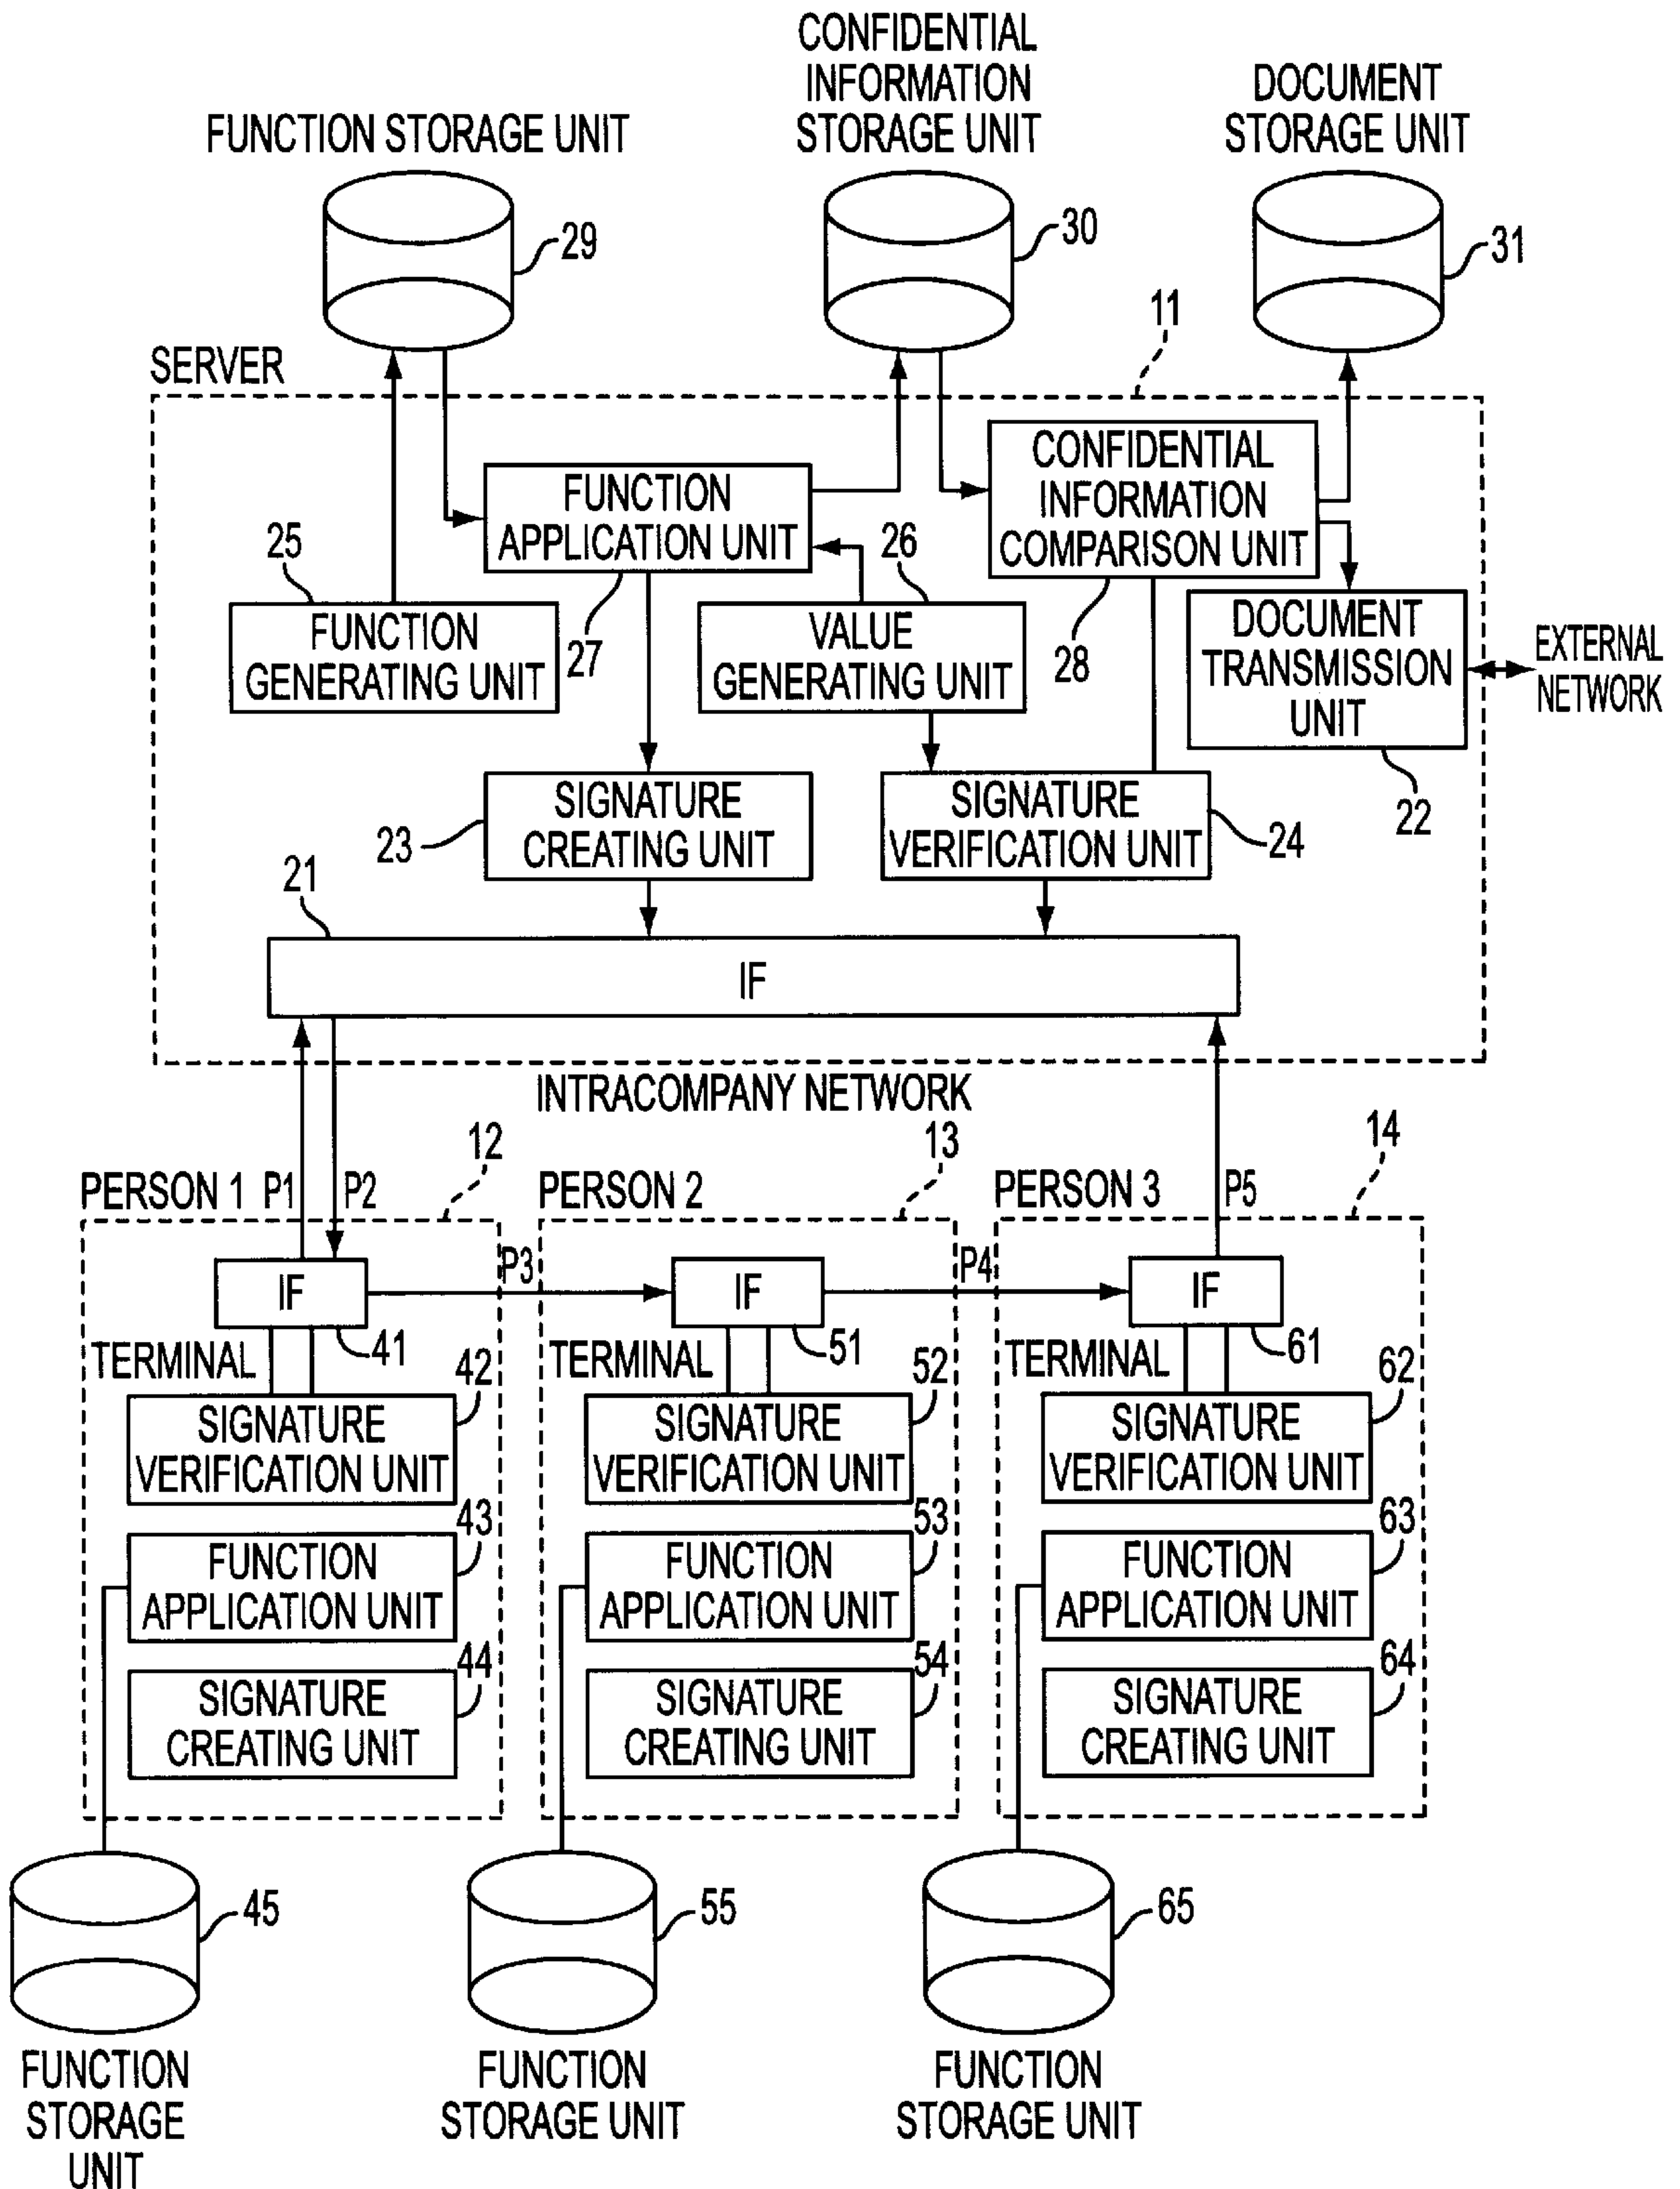 FUNCTION STORAGE UNIT
CONFIDENTIAL
INFORMATION
STORAGE UNIT
DOCUMENT
STORAGE UNIT
29
30
31
SERVER
11
FUNCTION
APPLICATION UNIT
27
CONFIDENTIAL
INFORMATION
COMPARISON UNIT
28
25
FUNCTION
GENERATING UNIT
26
VALUE
GENERATING UNIT
DOCUMENT
TRANSMISSION
UNIT
22
EXTERNAL
NETWORK
SIGNATURE
CREATING UNIT
23
SIGNATURE
VERIFICATION UNIT
24
21
IF
INTRACOMPANY NETWORK
PERSON 1
P1
P2
12
IF
41
TERMINAL
42
SIGNATURE
VERIFICATION UNIT
43
FUNCTION
APPLICATION UNIT
44
SIGNATURE
CREATING UNIT
45
FUNCTION
STORAGE
UNIT
P3
PERSON 2
13
IF
51
TERMINAL
52
SIGNATURE
VERIFICATION UNIT
53
FUNCTION
APPLICATION UNIT
54
SIGNATURE
CREATING UNIT
55
FUNCTION
STORAGE UNIT
P4
PERSON 3
P5
14
IF
61
TERMINAL
62
SIGNATURE
VERIFICATION UNIT
63
FUNCTION
APPLICATION UNIT
64
SIGNATURE
CREATING UNIT
65
FUNCTION
STORAGE UNIT